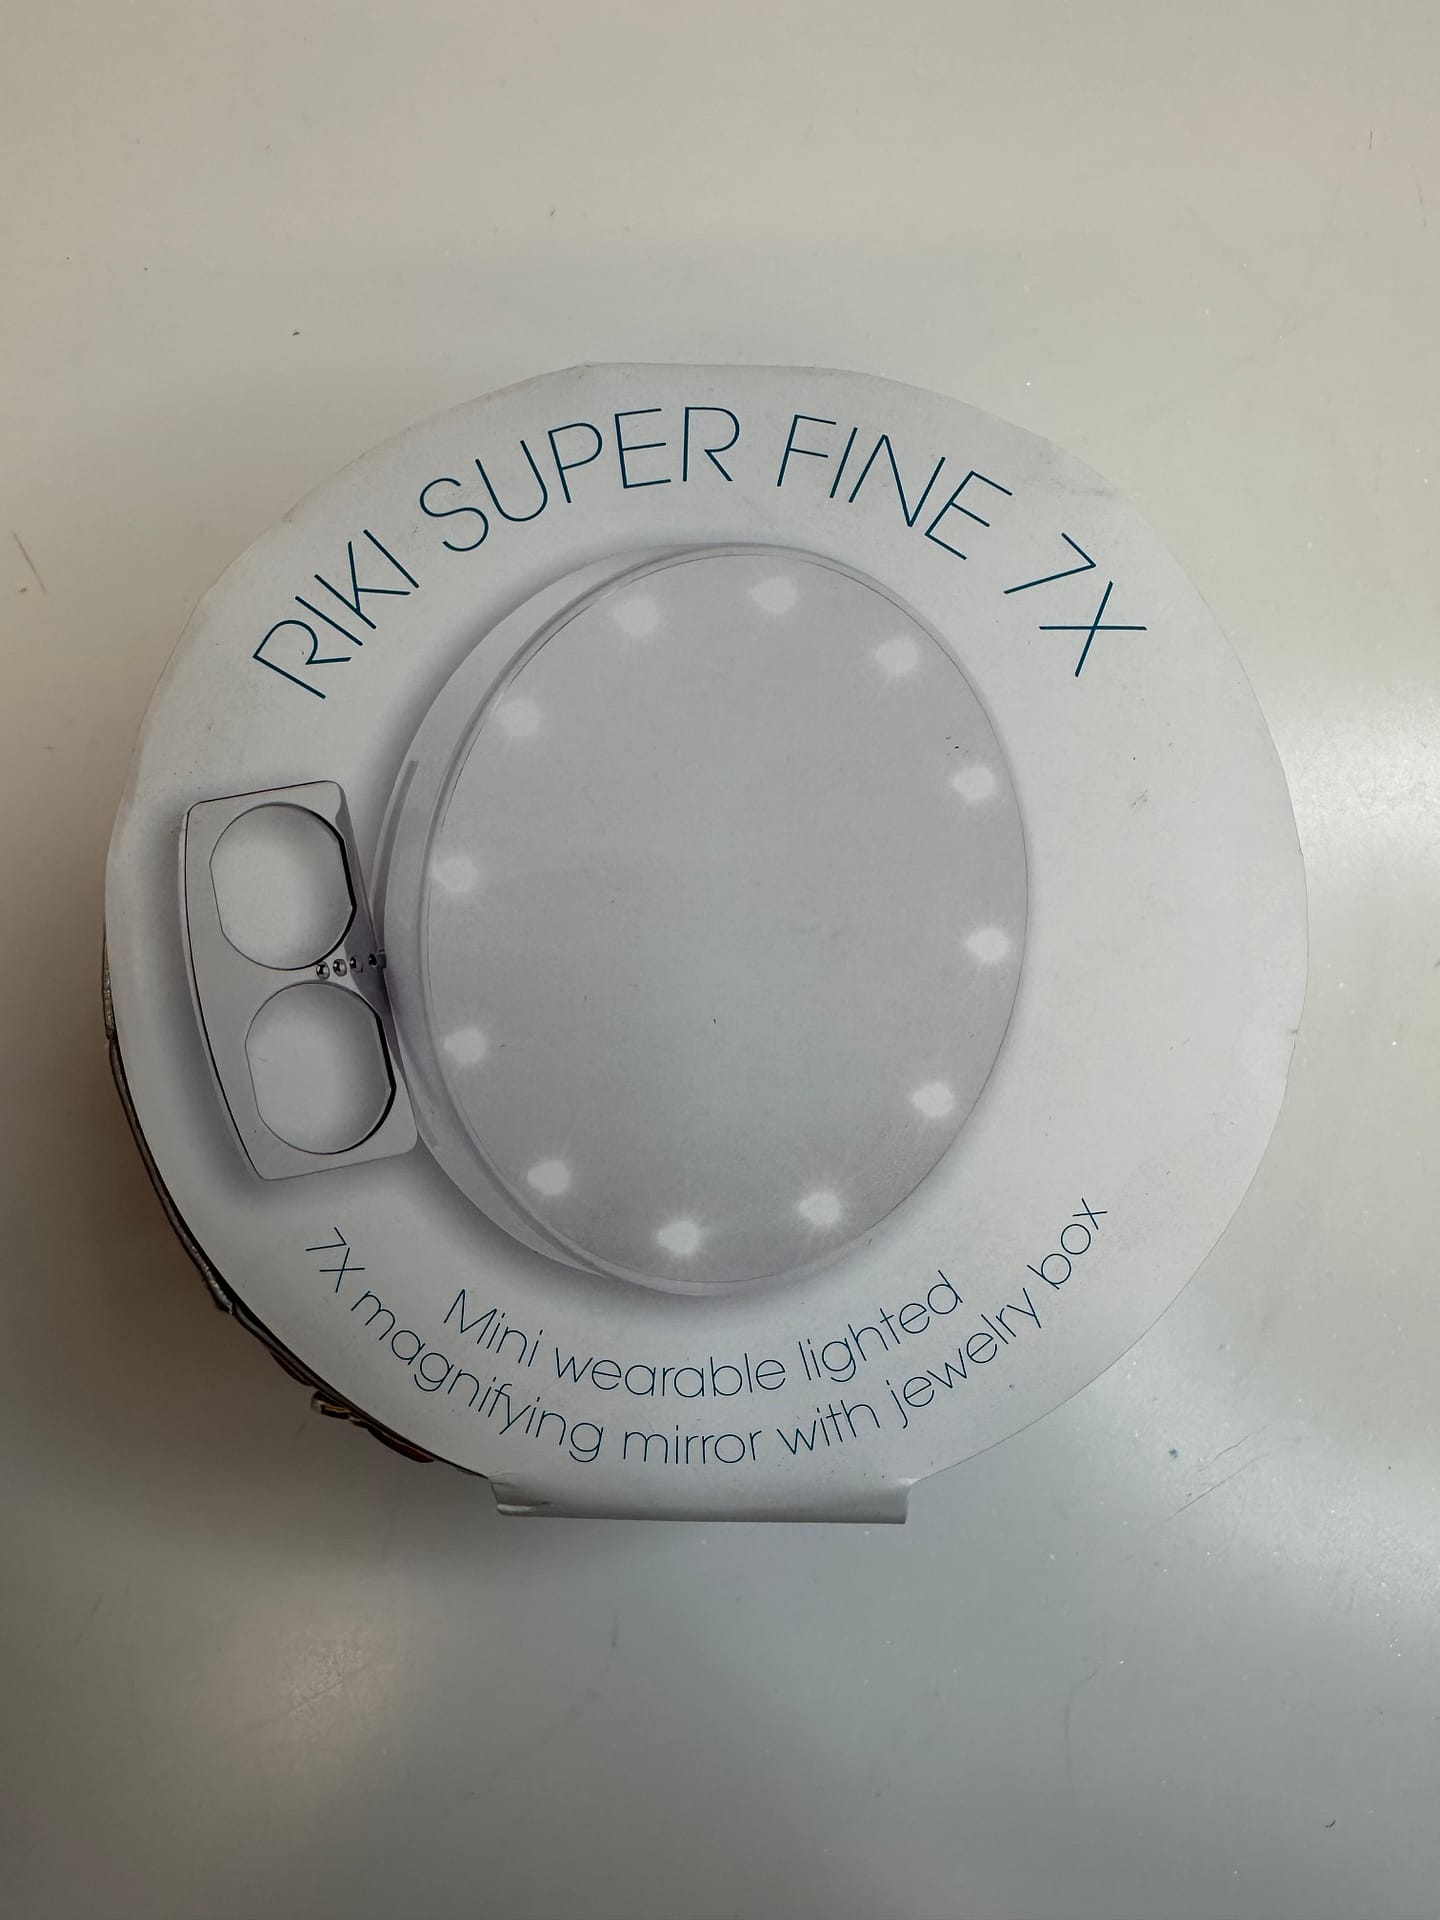 RIKI SUPER FINE 7X
Mini wearable lighted
7X magnifying mirror with jewelry box